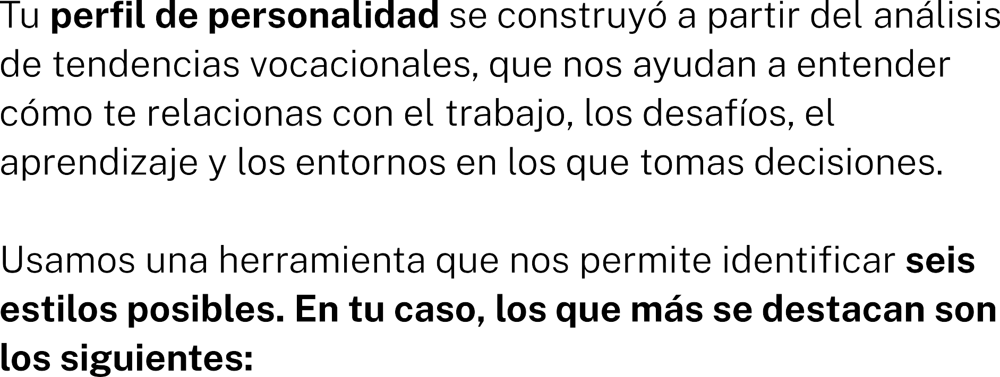 Tu perfil de personalidad se construyó a partir del análisis
de tendencias vocacionales, que nos ayudan a entender
cómo te relacionas con el trabajo, los desafíos, el
aprendizaje y los entornos en los que tomas decisiones.
Usamos una herramienta que nos permite identificar seis
estilos posibles. En tu caso, los que más se destacan son
los siguientes: